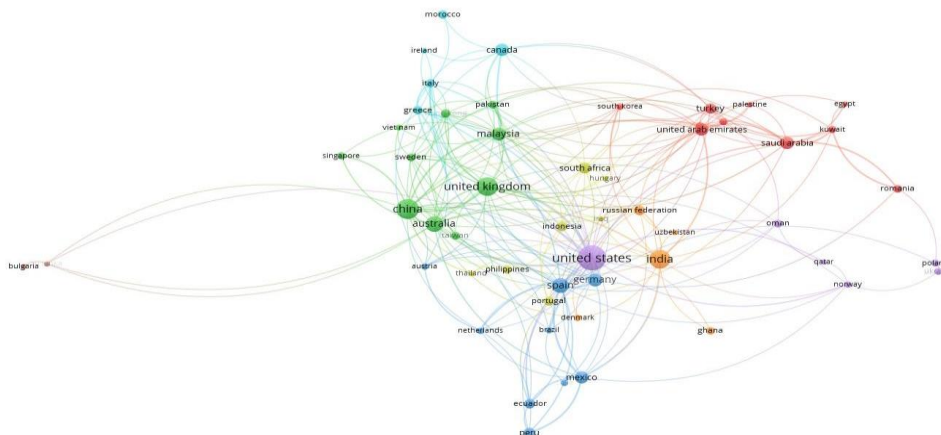 morocco
ireland
canada
italy
greece
pakistan
south korea
turkey
palestine
egypt
vietnam
malaysia
united arab emirates
kuwait
saudi arabia
singapore
sweden
south africa
hungary
united kingdom
romania
china
russian federation
australia
indonesia
oman
taiwan
uzbekistan
bulgaria
austria
thailand
philippines
united states
india
qatar
germany
spain
norway
portugal
denmark
netherlands
brazil
ghana
mexico
ecuador
peru